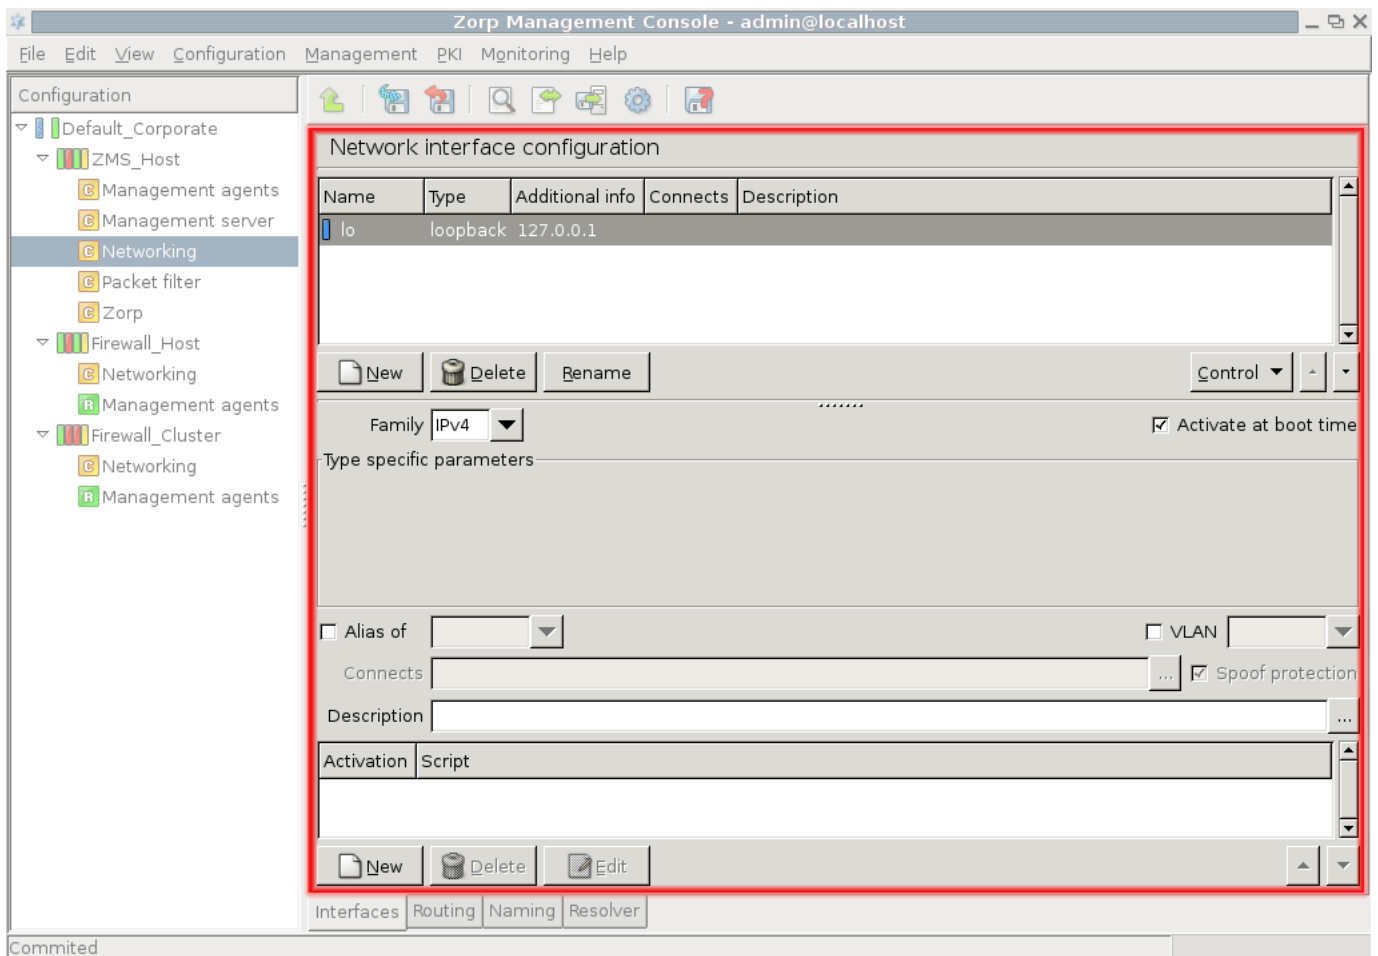 Zorp Management Console - admin@localhost
File Edit View Configuration Management PKI Monitoring Help
Configuration
Default_Corporate
ZMS_Host
Management agents
Management server
Networking
Packet filter
Zorp
Firewall_Host
Networking
Management agents
Firewall_Cluster
Networking
Management agents
Network interface configuration
Name Type Additional info Connects Description
lo loopback 127.0.0.1
New Delete Rename Control
Family IPv4 Activate at boot time
Type specific parameters
Alias of VLAN
Connects ... Spoof protection
Description ...
Activation Script
New Delete Edit
Interfaces Routing Naming Resolver
Commited